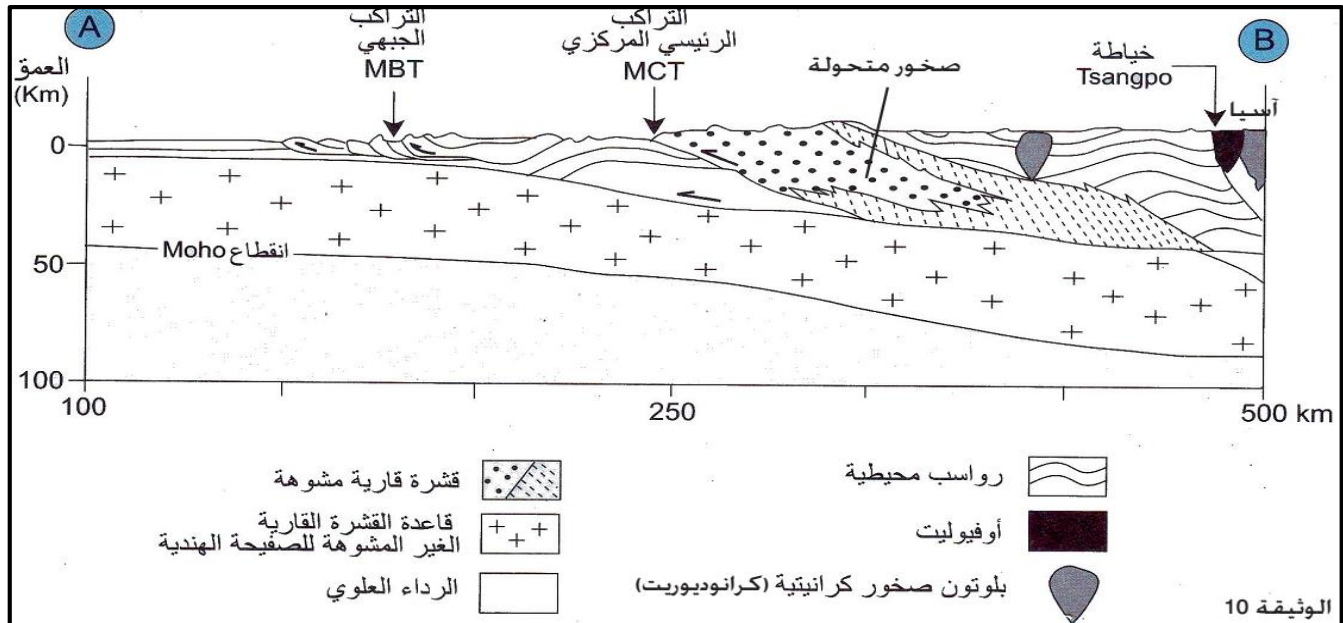 A
التراكب
الجبهي
MBT
التراكب
الرئيسي المركزي
MCT
صخور متحولة
خياطة
Tsangpo
B
آسيا
العمق
(Km)
0
50
100
انقطاع Moho
100
250
500 km
قشرة قارية مشوهة
قاعدة القشرة القارية
الغير المشوهة للصفيحة الهندية
الرداء العلوي
رواسب محيطية
أوفيوليت
بلوتون صخور كرانيتية (كرانوديوريت)
الوثيقة 10